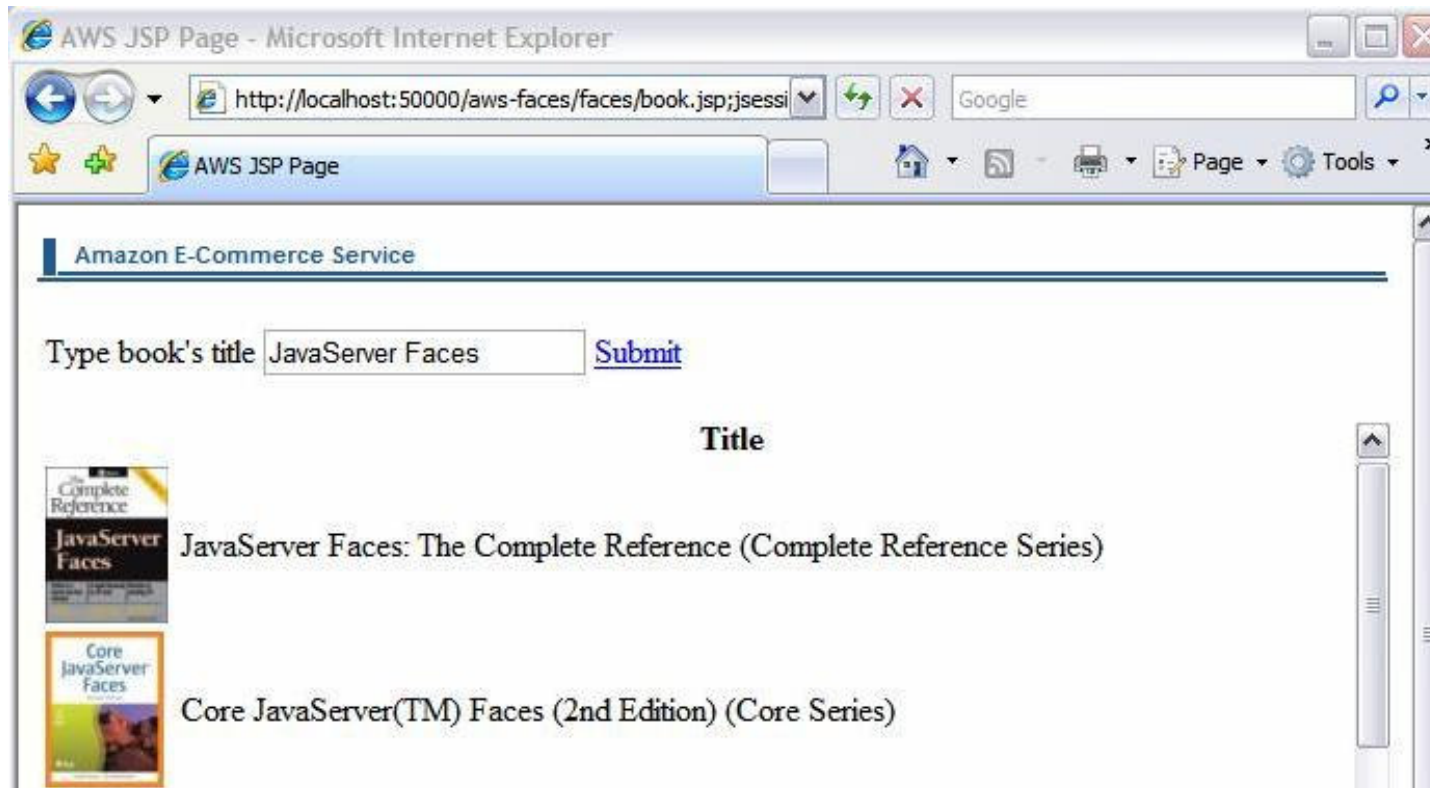 AWS JSP Page - Microsoft Internet Explorer
http://localhost:50000/aws-faces/faces/book.jsp;jsessi
Google
AWS JSP Page
Page
Tools
Amazon E-Commerce Service
Type book's title JavaServer Faces Submit
Title
The
Complete
Reference
JavaServer
Faces
JavaServer Faces: The Complete Reference (Complete Reference Series)
Core
JavaServer
Faces
Core JavaServer(TM) Faces (2nd Edition) (Core Series)